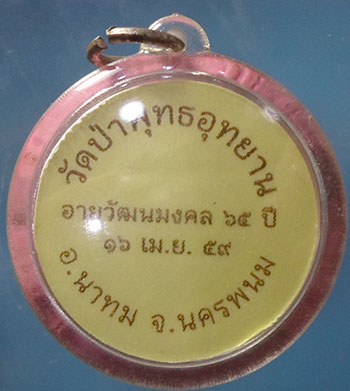 วัดป่าพุทธอุทยาน
อายุวัฒนมงคล ๖๕ ปี
๑๖ เม.ย. ๕๙
อ.นาทม จ.นครพนม